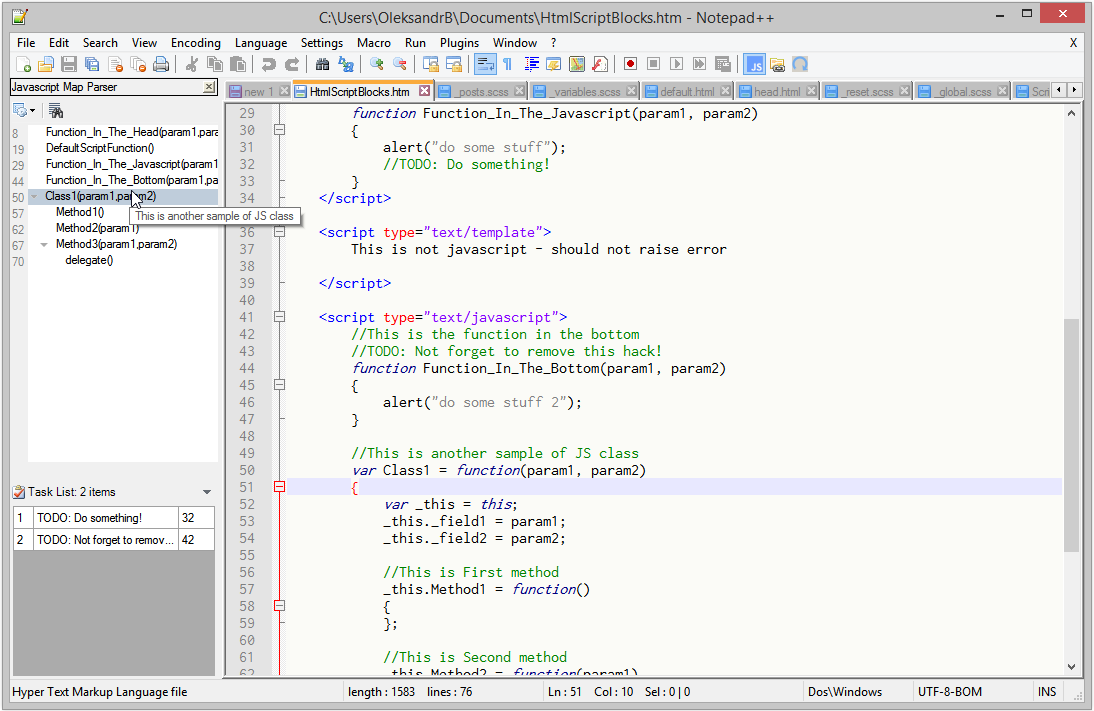 C:\Users\OleksandrB\Documents\HtmlScriptBlocks.htm - Notepad++
File Edit Search View Encoding Language Settings Macro Run Plugins Window ? X
Javascript Map Parser
new 1 HtmlScriptBlocks.htm _posts.scss _variables.scss default.html head.html _reset.scss _global.scss Scri
8 Function_In_The_Head(param1,para
19 DefaultScriptFunction()
29 Function_In_The_Javascript(param1
44 Function_In_The_Bottom(param1,pa
50 Class1(param1,param2)
This is another sample of JS class
57 Method1()
62 Method2(param1)
67 Method3(param1,param2)
70 delegate()
Task List: 2 items
1 TODO: Do something! 32
2 TODO: Not forget to remov... 42
29 function Function_In_The_Javascript(param1, param2)
30 {
31 alert("do some stuff");
32 //TODO: Do something!
33 }
34 </script>
36 <script type="text/template">
37 This is not javascript - should not raise error
38
39 </script>
40
41 <script type="text/javascript">
42 //This is the function in the bottom
43 //TODO: Not forget to remove this hack!
44 function Function_In_The_Bottom(param1, param2)
45 {
46 alert("do some stuff 2");
47 }
48
49 //This is another sample of JS class
50 var Class1 = function(param1, param2)
51 {
52 var _this = this;
53 _this._field1 = param1;
54 _this._field2 = param2;
55
56 //This is First method
57 _this.Method1 = function()
58 {
59 };
60
61 //This is Second method
62 _this.Method2 = function(param1)
Hyper Text Markup Language file length : 1583 lines : 76 Ln : 51 Col : 10 Sel : 0 | 0 Dos\Windows UTF-8-BOM INS